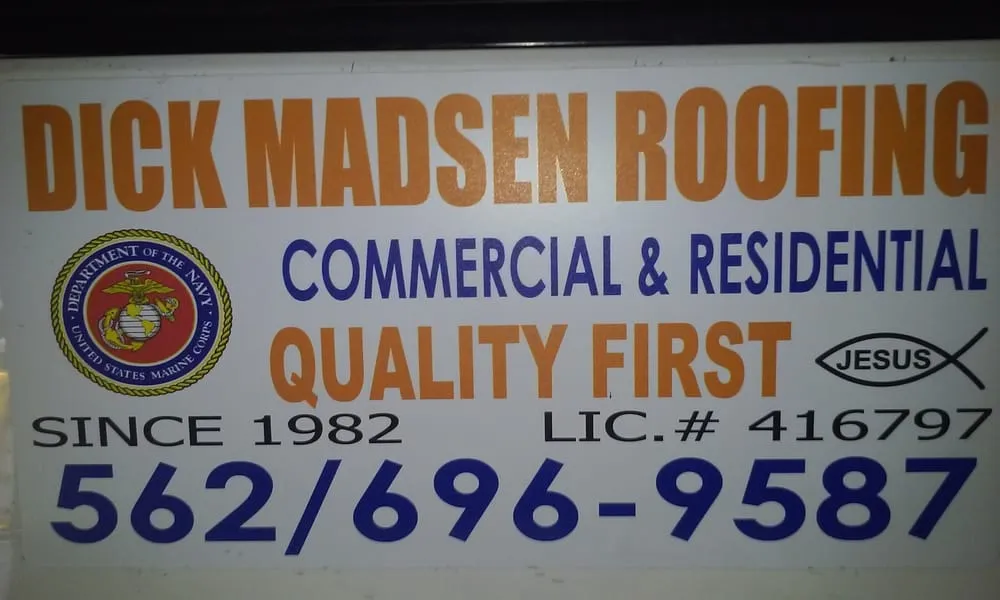 DICK MADSEN ROOFING
COMMERCIAL & RESIDENTIAL
DEPARTMENT OF THE NAVY
UNITED STATES MARINE CORPS
QUALITY FIRST
JESUS
SINCE 1982
LIC.# 416797
562/696-9587